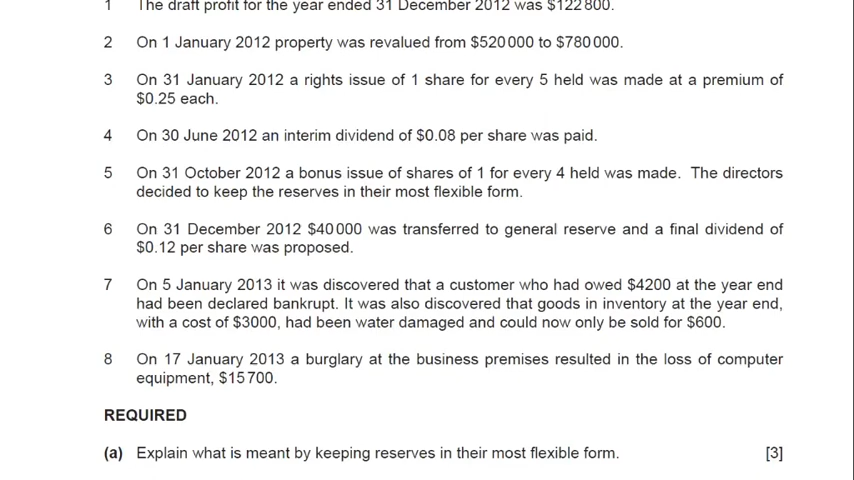 1 The draft profit for the year ended 31 December 2012 was $122 800.
2 On 1 January 2012 property was revalued from $520 000 to $780 000.
3 On 31 January 2012 a rights issue of 1 share for every 5 held was made at a premium of
$0.25 each.
4 On 30 June 2012 an interim dividend of $0.08 per share was paid.
5 On 31 October 2012 a bonus issue of shares of 1 for every 4 held was made. The directors
decided to keep the reserves in their most flexible form.
6 On 31 December 2012 $40 000 was transferred to general reserve and a final dividend of
$0.12 per share was proposed.
7 On 5 January 2013 it was discovered that a customer who had owed $4200 at the year end
had been declared bankrupt. It was also discovered that goods in inventory at the year end,
with a cost of $3000, had been water damaged and could now only be sold for $600.
8 On 17 January 2013 a burglary at the business premises resulted in the loss of computer
equipment, $15 700.
REQUIRED
(a) Explain what is meant by keeping reserves in their most flexible form. [3]